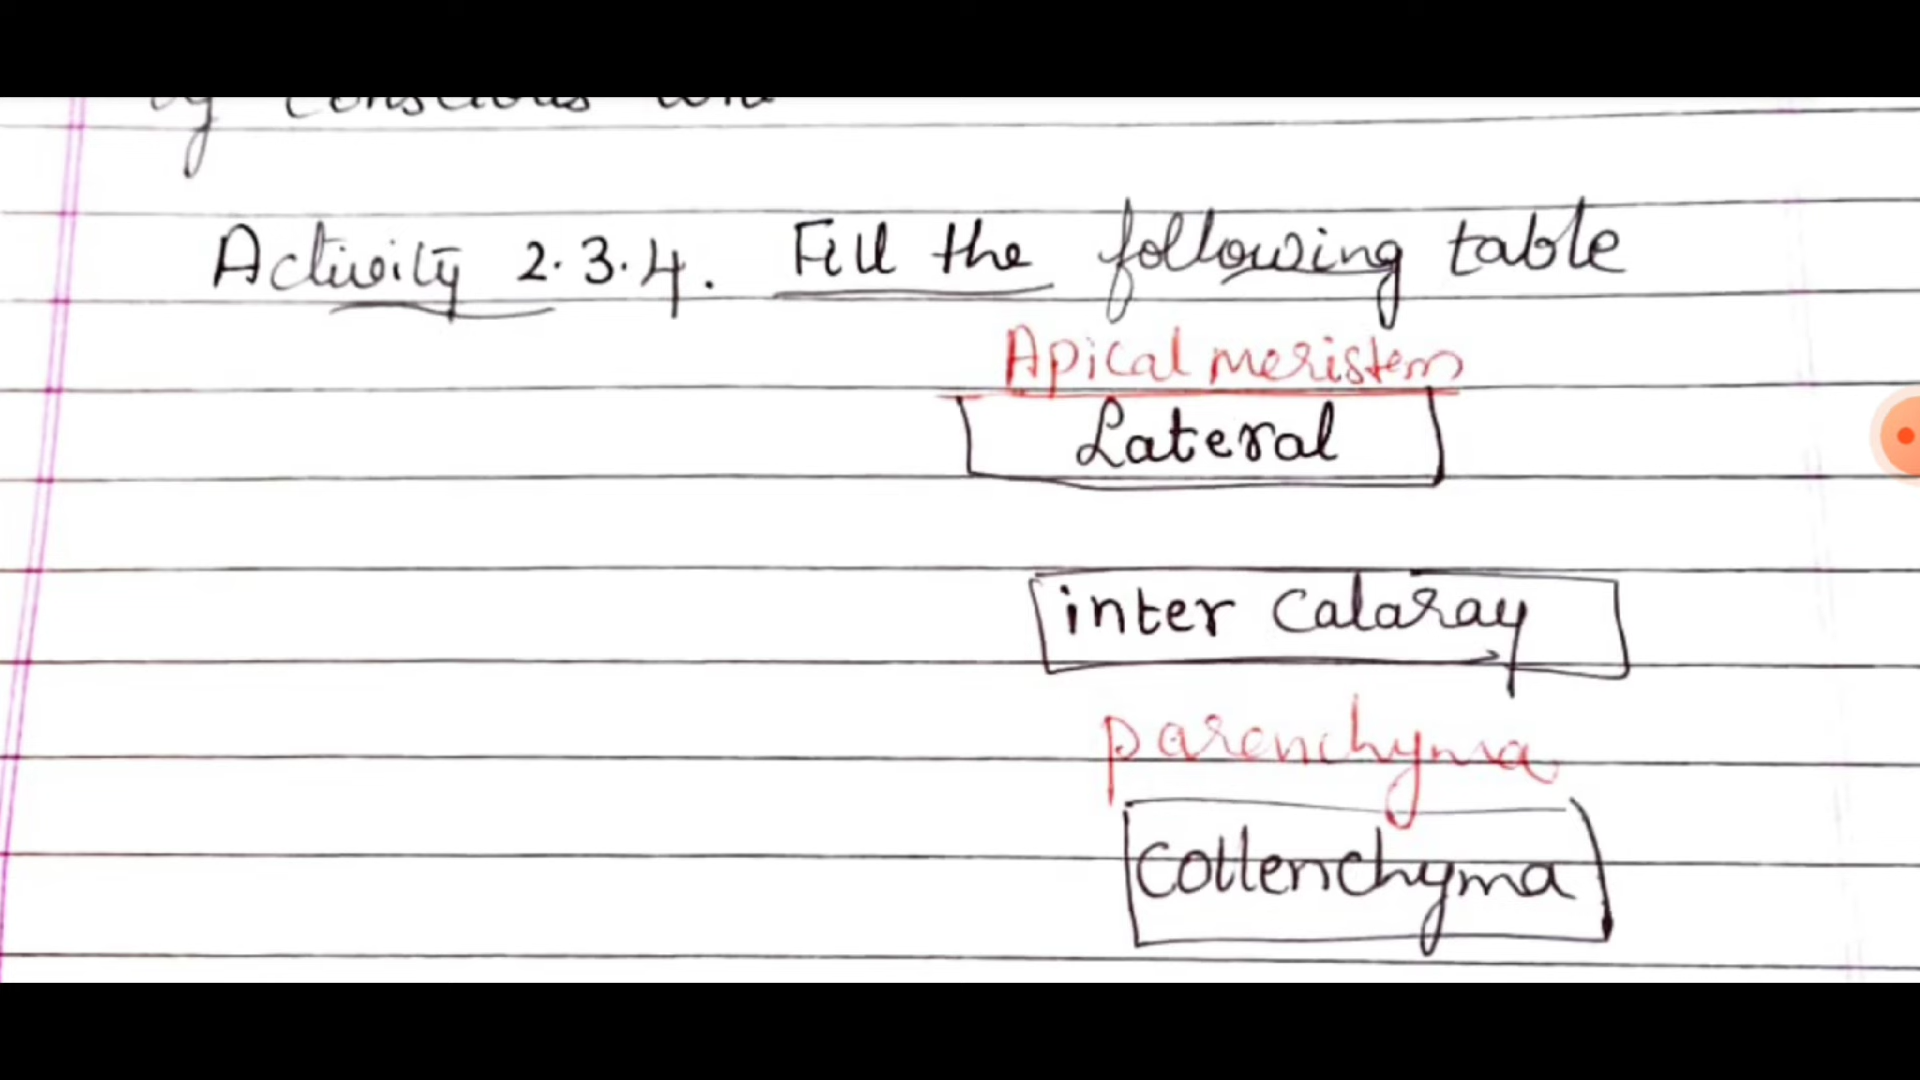 Activity 2.3.4. Fill the following table
Apical meristem
Lateral
inter Calaray
parenchyma
Collenchyma